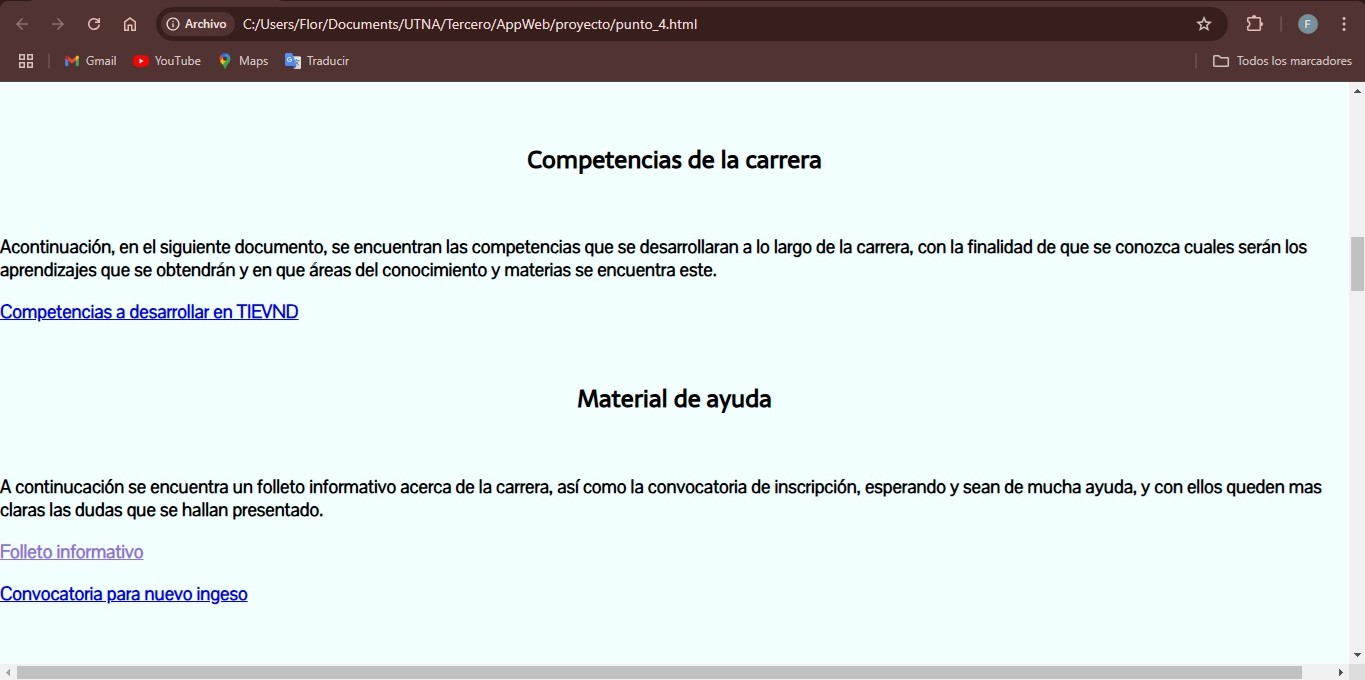 Archivo C:/Users/Flor/Documents/UTNA/Tercero/AppWeb/proyecto/punto_4.html F
Gmail YouTube Maps Traducir Todos los marcadores
Competencias de la carrera
Acontinuación, en el siguiente documento, se encuentran las competencias que se desarrollaran a lo largo de la carrera, con la finalidad de que se conozca cuales serán los
aprendizajes que se obtendrán y en que áreas del conocimiento y materias se encuentra este.
Competencias a desarrollar en TIEVND
Material de ayuda
A continucación se encuentra un folleto informativo acerca de la carrera, así como la convocatoria de inscripción, esperando y sean de mucha ayuda, y con ellos queden mas
claras las dudas que se hallan presentado.
Folleto informativo
Convocatoria para nuevo ingeso